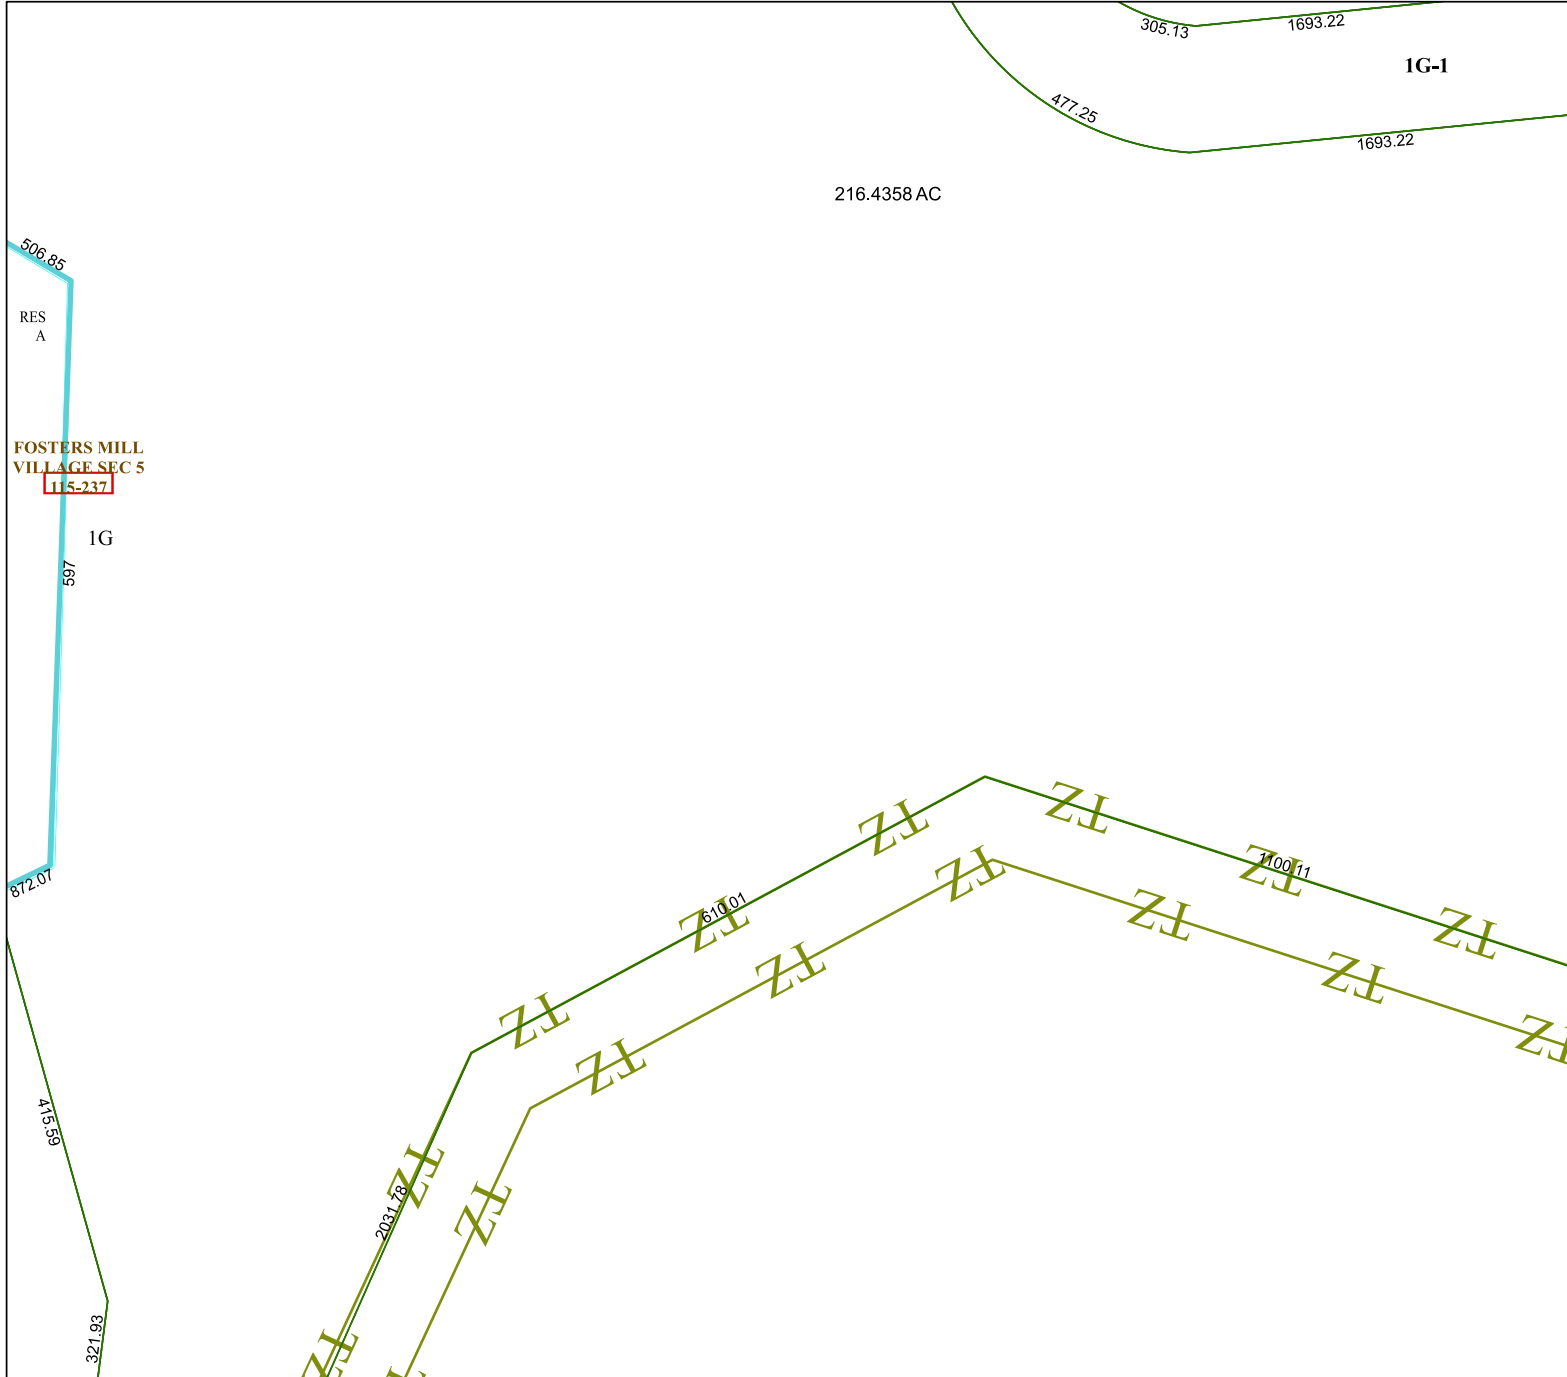 305.13
1693.22
1G-1
477.25
1693.22
216.4358 AC
506.85
RES
A
FOSTERS MILL
VILLAGE SEC 5
115-237
1G
597
872.07
1100.11
610.01
415.59
2031.78
321.93